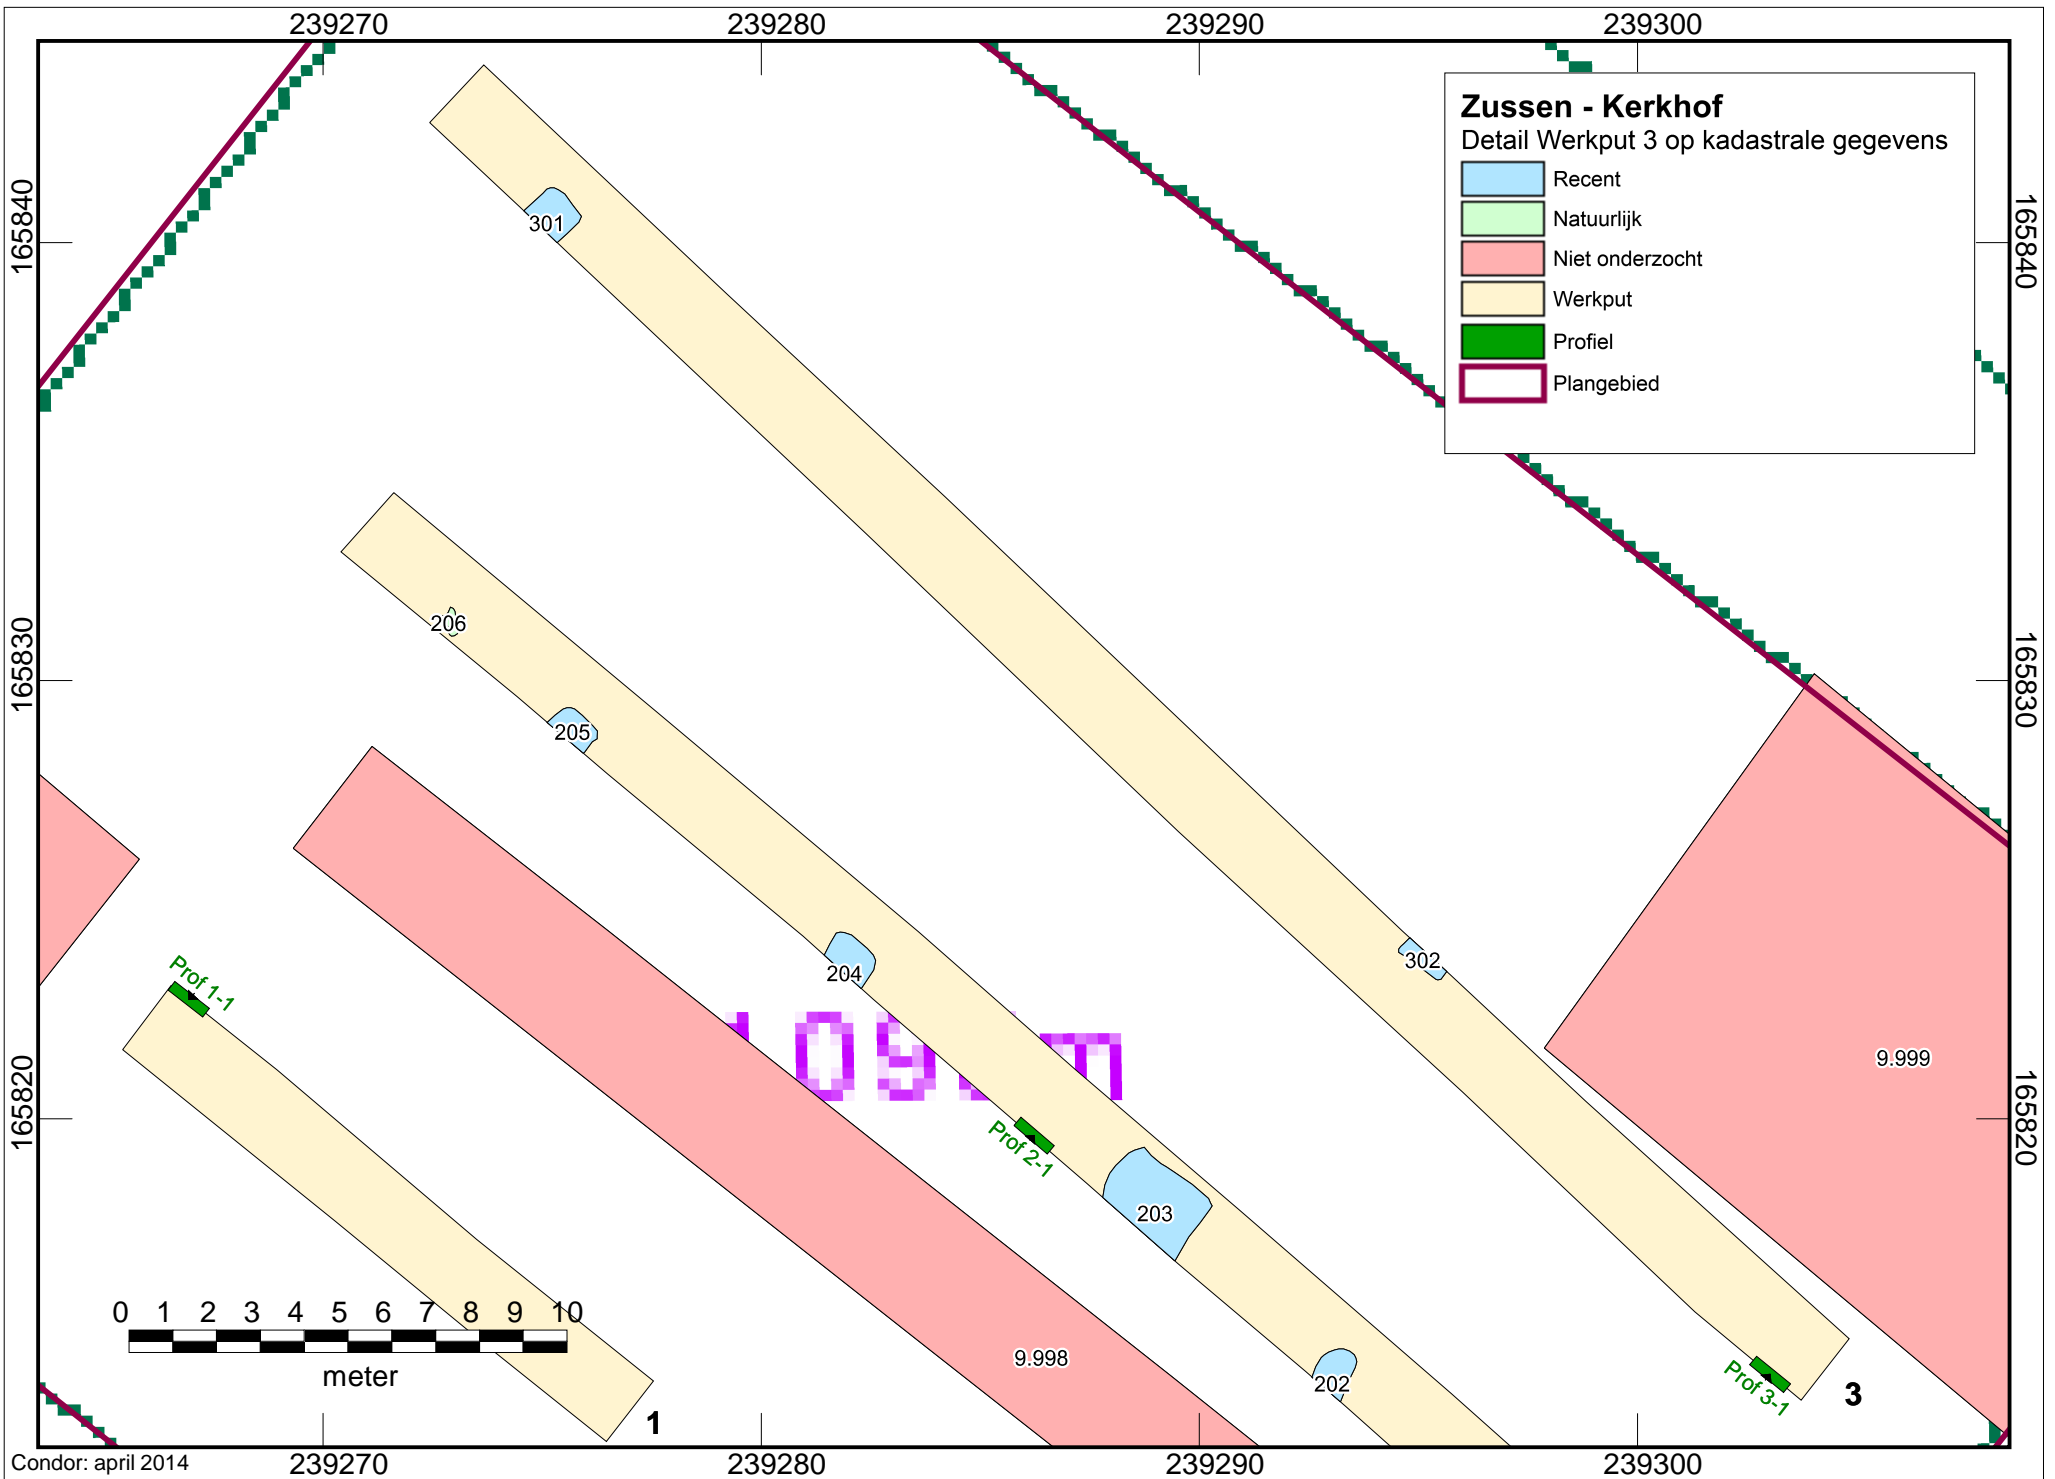 239270 239280 239290 239300
Zussen - Kerkhof
Detail Werkput 3 op kadastrale gegevens
Recent
Natuurlijk
Niet onderzocht
Werkput
Profiel
Plangebied
165840
165840
301
206
165830
165830
205
302
204
Prof 1-1
9.999
165820
165820
Prof 2-1
203
0 1 2 3 4 5 6 7 8 9 10
meter
9.998
202
Prof 3-1
3
1
Condor: april 2014
239270 239280 239290 239300